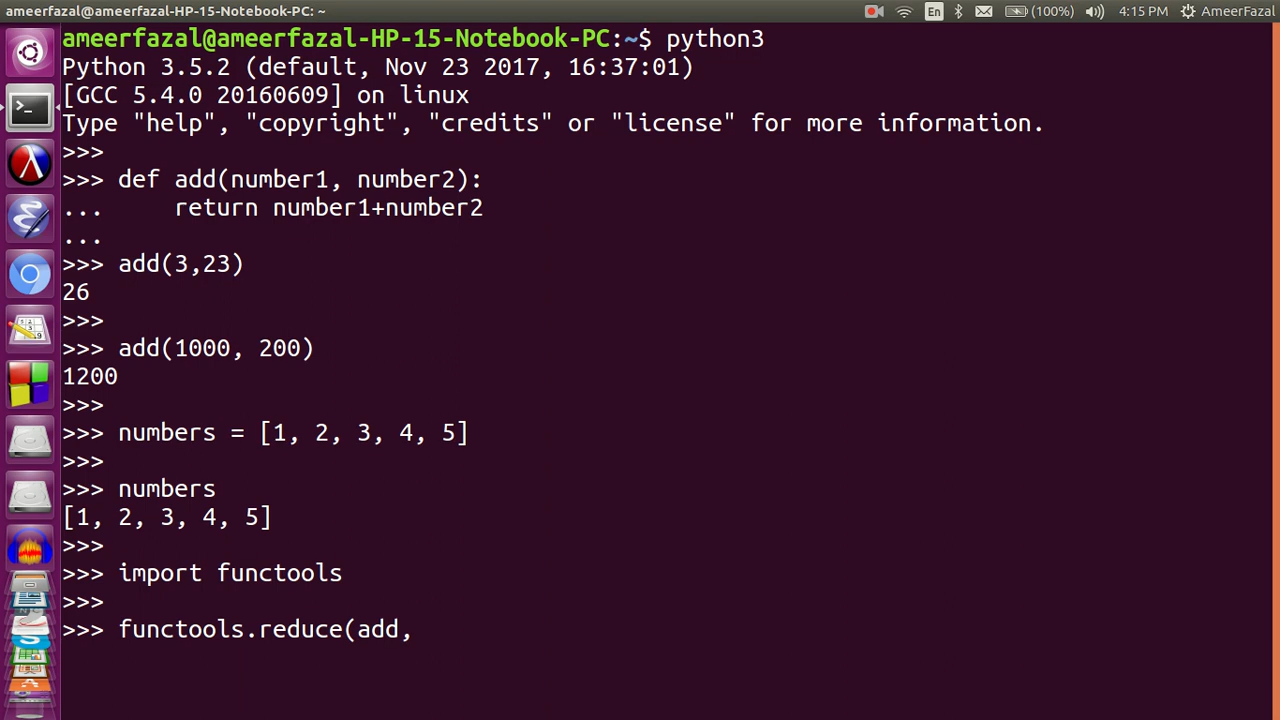 ameerfazal@ameerfazal-HP-15-Notebook-PC: ~ En (100%) 4:15 PM AmeerFazal
ameerfazal@ameerfazal-HP-15-Notebook-PC:~$ python3
Python 3.5.2 (default, Nov 23 2017, 16:37:01)
[GCC 5.4.0 20160609] on linux
Type "help", "copyright", "credits" or "license" for more information.
>>>
>>> def add(number1, number2):
...     return number1+number2
...
>>> add(3,23)
26
>>>
>>> add(1000, 200)
1200
>>>
>>> numbers = [1, 2, 3, 4, 5]
>>>
>>> numbers
[1, 2, 3, 4, 5]
>>>
>>> import functools
>>>
>>> functools.reduce(add,